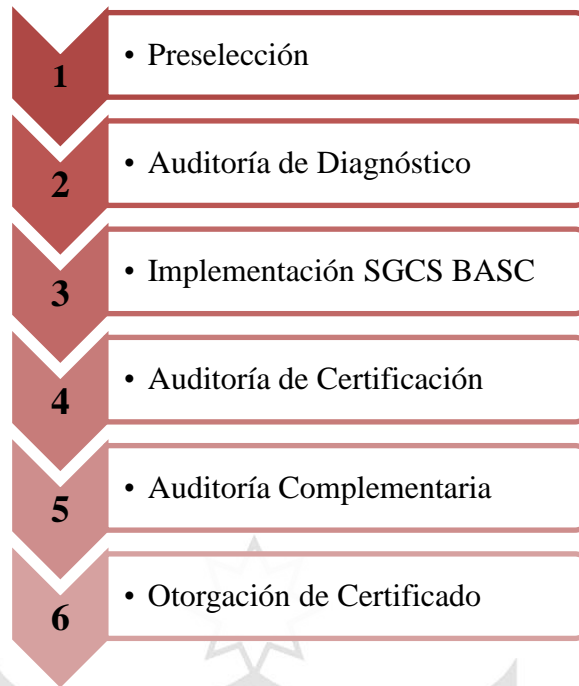 1
• Preselección
2
• Auditoría de Diagnóstico
3
• Implementación SGCS BASC
4
• Auditoría de Certificación
5
• Auditoría Complementaria
6
• Otorgación de Certificado